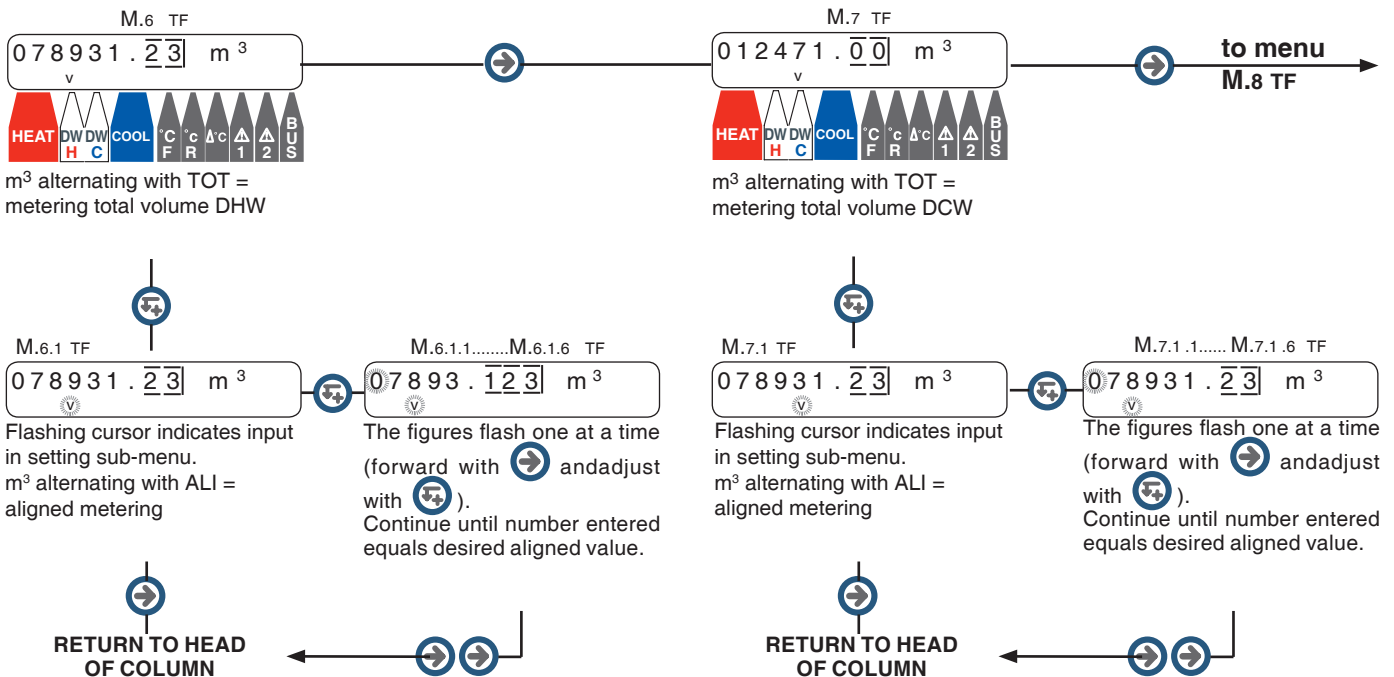 M.6 TF
078931.23 m³
v
HEAT DW H DW C COOL °C F °c R Δ°C ⚠ 1 ⚠ 2 BUS
m³ alternating with TOT =
metering total volume DHW
M.7 TF
012471.00 m³
v
HEAT DW H DW C COOL °C F °c R Δ°C ⚠ 1 ⚠ 2 BUS
m³ alternating with TOT =
metering total volume DCW
to menu
M.8 TF
M.6.1 TF
078931.23 m³
v
Flashing cursor indicates input
in setting sub-menu.
m³ alternating with ALI =
aligned metering
M.6.1.1........M.6.1.6 TF
07893.123 m³
v
The figures flash one at a time
(forward with andadjust
with ).
Continue until number entered
equals desired aligned value.
RETURN TO HEAD
OF COLUMN
M.7.1 TF
078931.23 m³
v
Flashing cursor indicates input
in setting sub-menu.
m³ alternating with ALI =
aligned metering
M.7.1 .1...... M.7.1 .6 TF
078931.23 m³
v
The figures flash one at a time
(forward with andadjust
with ).
Continue until number entered
equals desired aligned value.
RETURN TO HEAD
OF COLUMN